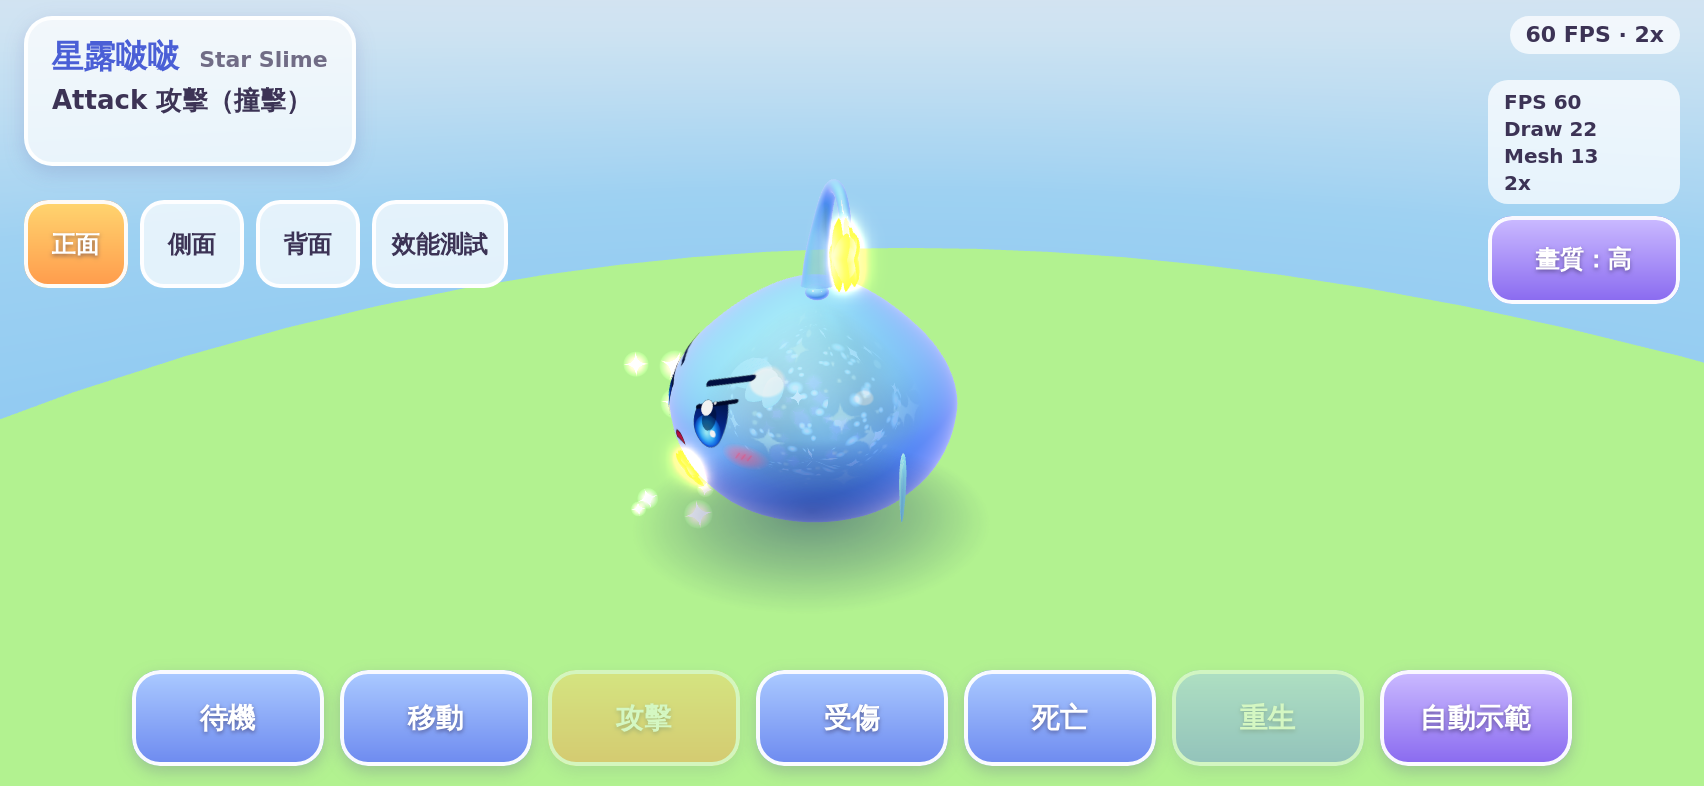 星露啵啵 Star Slime
Attack 攻擊（撞擊）
60 FPS · 2x
FPS 60
Draw 22
Mesh 13
2x
正面 側面 背面 效能測試
畫質：高
待機 移動 攻擊 受傷 死亡 重生 自動示範